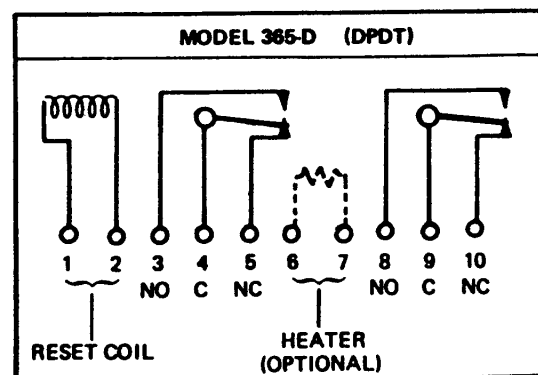 MODEL 365-D (DPDT)
1 2 3 4 5 6 7 8 9 10
NO C NC NO C NC
RESET COIL
HEATER
(OPTIONAL)